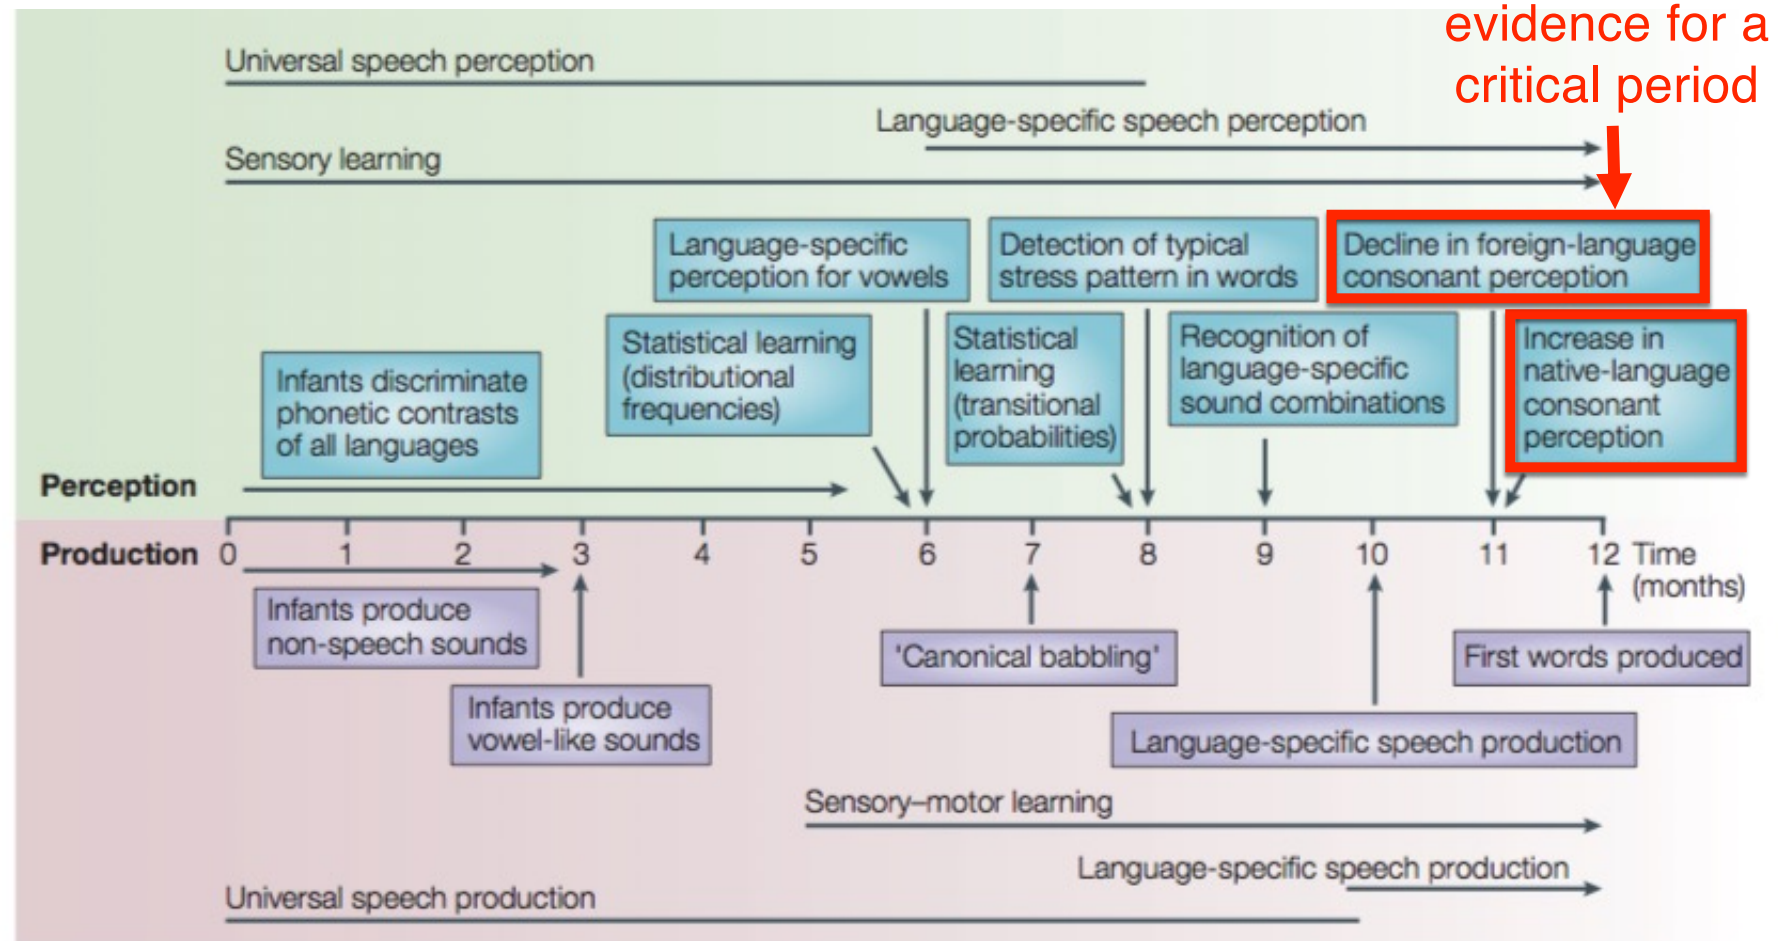 evidence for a
critical period
Universal speech perception
Language-specific speech perception
Sensory learning
Language-specific
perception for vowels
Detection of typical
stress pattern in words
Decline in foreign-language
consonant perception
Statistical learning
(distributional
frequencies)
Statistical
learning
(transitional
probabilities)
Recognition of
language-specific
sound combinations
Increase in
native-language
consonant
perception
Infants discriminate
phonetic contrasts
of all languages
Perception
Production
0 1 2 3 4 5 6 7 8 9 10 11 12 Time
(months)
Infants produce
non-speech sounds
Infants produce
vowel-like sounds
'Canonical babbling'
First words produced
Language-specific speech production
Sensory–motor learning
Language-specific speech production
Universal speech production